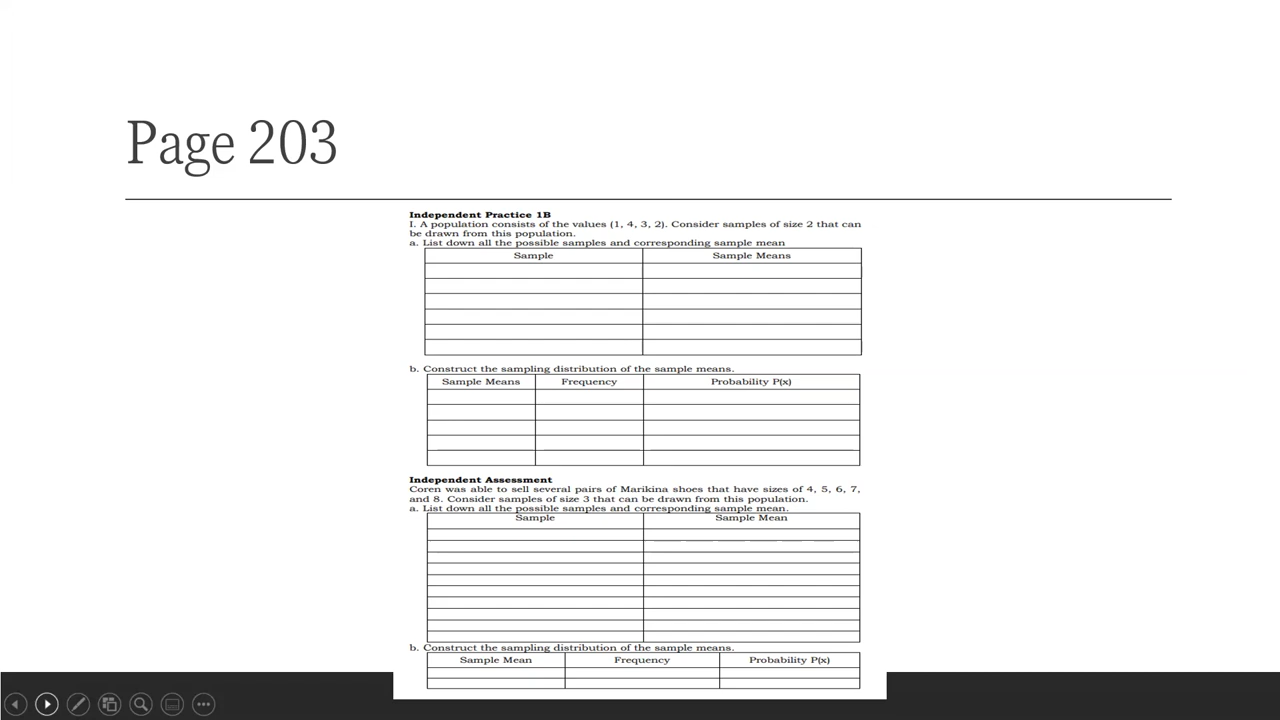 Page 203
Independent Practice 1B
I. A population consists of the values (1, 4, 3, 2). Consider samples of size 2 that can
be drawn from this population.
a. List down all the possible samples and corresponding sample mean
Sample Sample Means
b. Construct the sampling distribution of the sample means.
Sample Means Frequency Probability P(x)
Independent Assessment
Coren was able to sell several pairs of Marikina shoes that have sizes of 4, 5, 6, 7,
and 8. Consider samples of size 3 that can be drawn from this population.
a. List down all the possible samples and corresponding sample mean.
Sample Sample Mean
b. Construct the sampling distribution of the sample means.
Sample Mean Frequency Probability P(x)